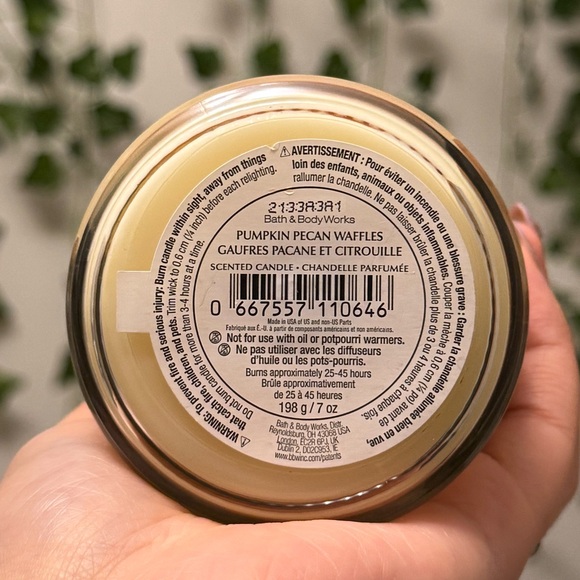 2133A3A1
Bath & Body Works
PUMPKIN PECAN WAFFLES
GAUFRES PACANE ET CITROUILLE
SCENTED CANDLE • CHANDELLE PARFUMÉE
0 667557 110646
Made in USA of US and non-US Parts
Fabriqué aux É.-U. à partir de composants américains et non américains.
Not for use with oil or potpourri warmers.
Ne pas utiliser avec les diffuseurs
d'huile ou les pots-pourris.
Burns approximately 25-45 hours
Brûle approximativement
de 25 à 45 heures
198 g / 7 oz
Bath & Body Works, Distr.
Reynoldsburg, OH 43068 USA
London, EC2R 6PJ, UK
Dublin 2, D02C953, IE
www.bbwinc.com/patents
WARNING: To prevent fire and serious injury: Burn candle within sight, away from things
that catch fire, children, and pets. Trim wick to 0.6 cm (¼ inch) before each relighting.
Do not burn candle for more than 3-4 hours at a time.
AVERTISSEMENT : Pour éviter un incendie ou une blessure grave : Garder la chandelle allumée bien en vue,
loin des enfants, animaux ou objets inflammables. Couper la mèche à 0,6 cm (¼ po) avant de
rallumer la chandelle. Ne pas laisser brûler la chandelle plus de 3 ou 4 heures à chaque fois.